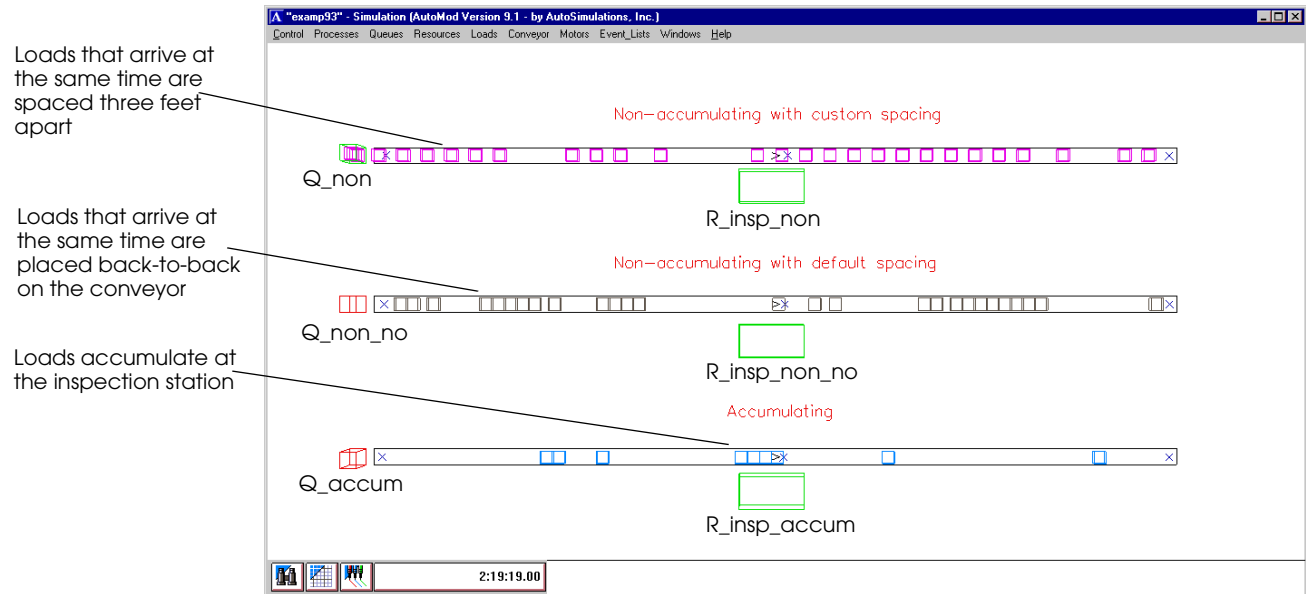 "examp93" - Simulation (AutoMod Version 9.1 - by AutoSimulations, Inc.)
Control Processes Queues Resources Loads Conveyor Motors Event_Lists Windows Help
Loads that arrive at
the same time are
spaced three feet
apart
Non-accumulating with custom spacing
Q_non
R_insp_non
Loads that arrive at
the same time are
placed back-to-back
on the conveyor
Non-accumulating with default spacing
Q_non_no
R_insp_non_no
Loads accumulate at
the inspection station
Accumulating
Q_accum
R_insp_accum
2:19:19.00